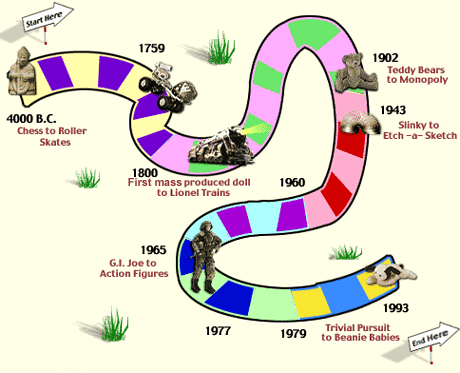 Start Here
4000 B.C.
Chess to Roller
Skates
1759
1800
First mass produced doll
to Lionel Trains
1902
Teddy Bears
to Monopoly
1943
Slinky to
Etch -a- Sketch
1960
1965
G.I. Joe to
Action Figures
1977
1979
Trivial Pursuit
to Beanie Babies
1993
End Here